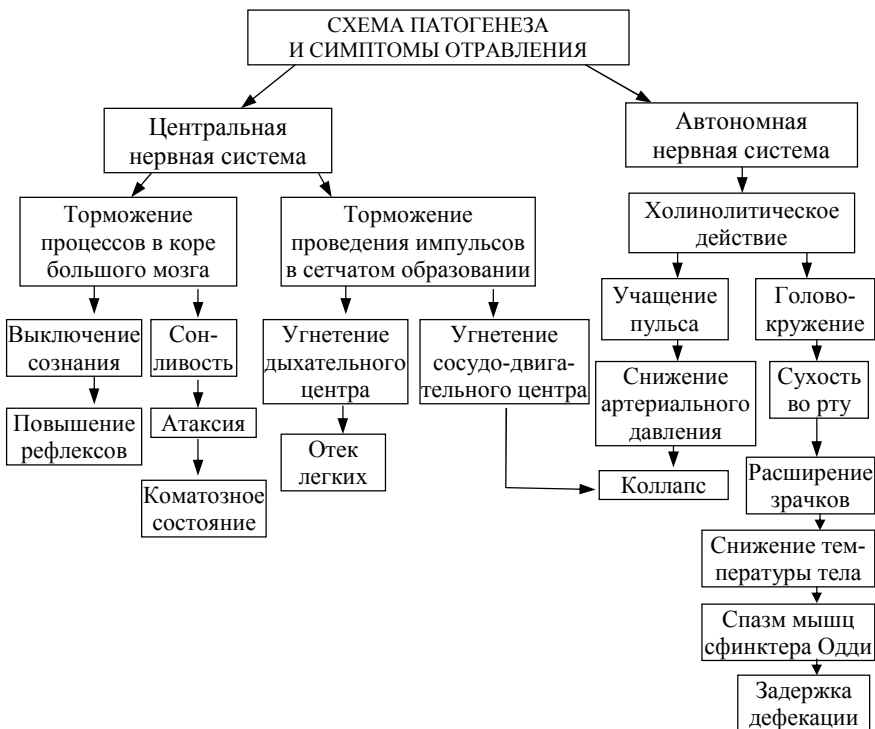 СХЕМА ПАТОГЕНЕЗА
И СИМПТОМЫ ОТРАВЛЕНИЯ
Центральная
нервная система
Автономная
нервная система
Торможение
процессов в коре
большого мозга
Торможение
проведения импульсов
в сетчатом образовании
Холинолитическое
действие
Выключение
сознания
Сон-
ливость
Угнетение
дыхательного
центра
Угнетение
сосудо-двига-
тельного центра
Учащение
пульса
Голово-
кружение
Повышение
рефлексов
Атаксия
Отек
легких
Снижение
артериального
давления
Сухость
во рту
Коматозное
состояние
Коллапс
Расширение
зрачков
Снижение тем-
пературы тела
Спазм мышц
сфинктера Одди
Задержка
дефекации